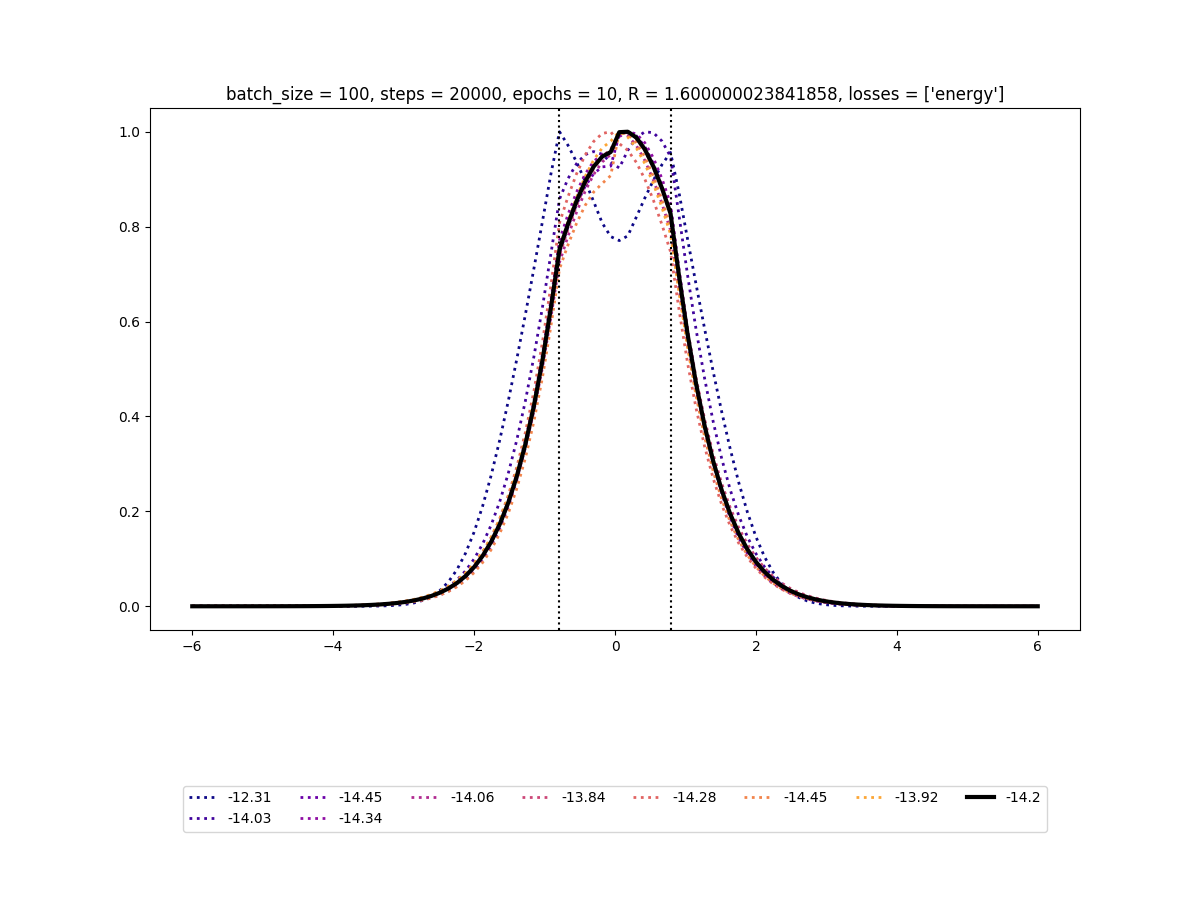 batch_size = 100, steps = 20000, epochs = 10, R = 1.600000023841858, losses = ['energy']
1.0
0.8
0.6
0.4
0.2
0.0
−6 −4 −2 0 2 4 6
-12.31 -14.45 -14.06 -13.84 -14.28 -14.45 -13.92 -14.2
-14.03 -14.34